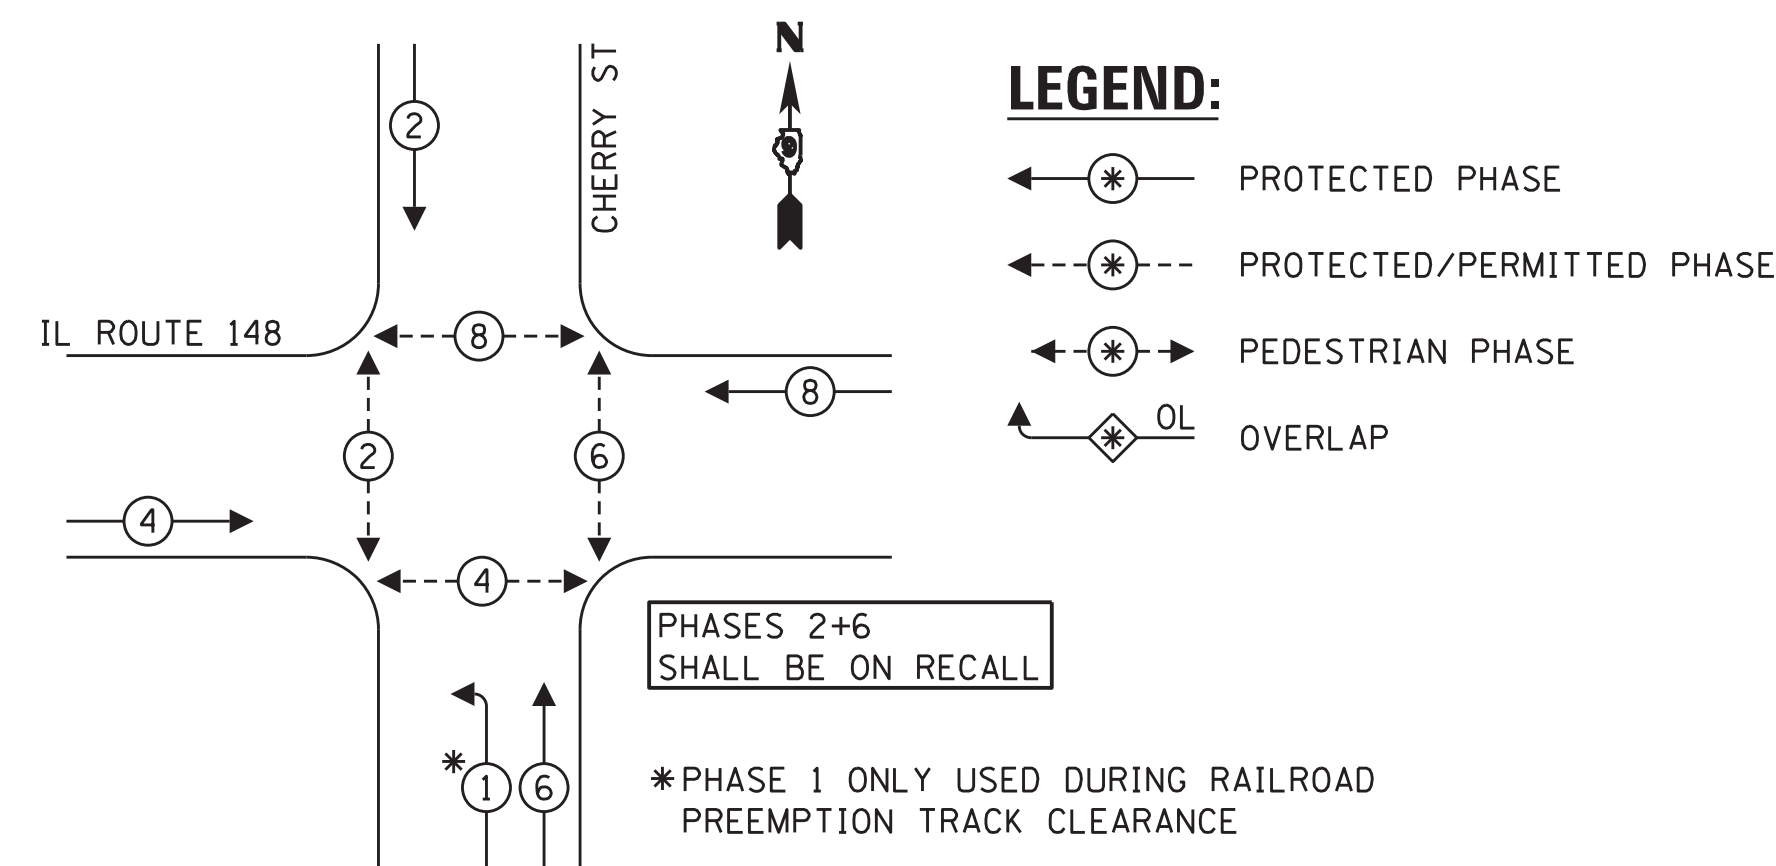 N
CHERRY ST
2
IL ROUTE 148
8
8
2
6
4
4
1
6
*
LEGEND:
* PROTECTED PHASE
* PROTECTED/PERMITTED PHASE
* PEDESTRIAN PHASE
* OL OVERLAP
PHASES 2+6
SHALL BE ON RECALL
* PHASE 1 ONLY USED DURING RAILROAD
PREEMPTION TRACK CLEARANCE